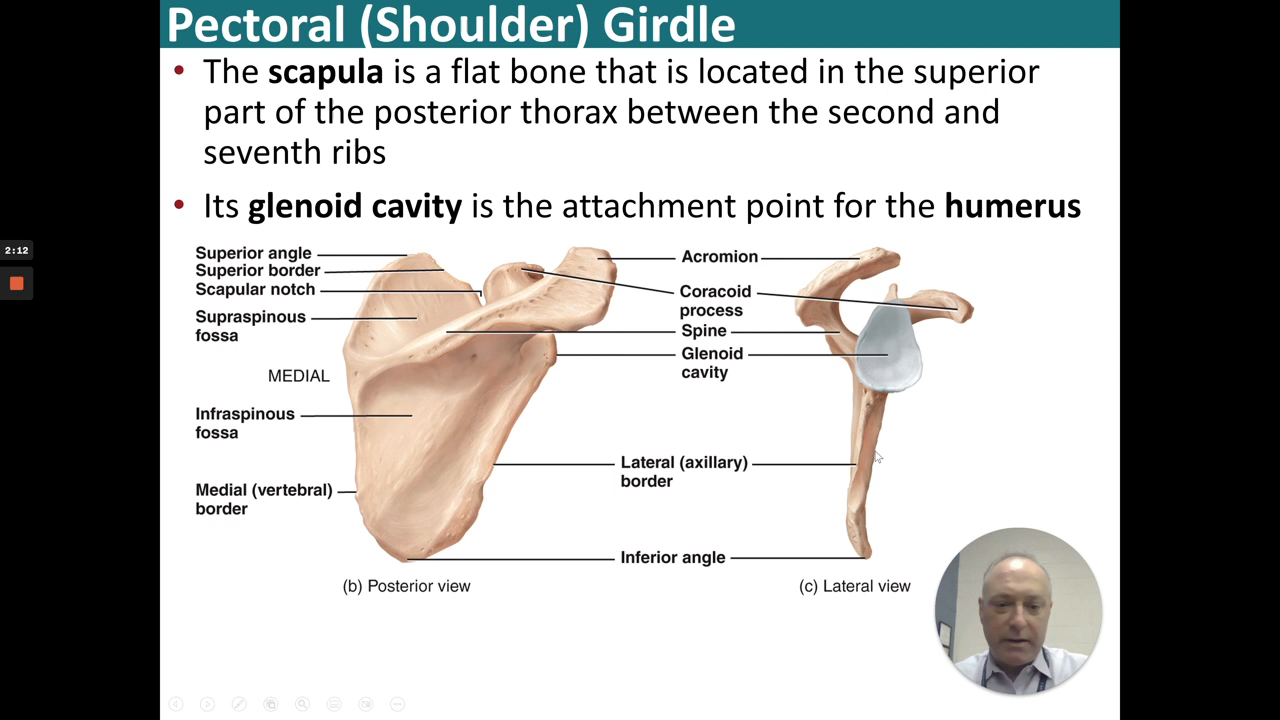 Pectoral (Shoulder) Girdle
• The scapula is a flat bone that is located in the superior
part of the posterior thorax between the second and
seventh ribs
• Its glenoid cavity is the attachment point for the humerus
2:12
Superior angle
Superior border
Scapular notch
Supraspinous
fossa
MEDIAL
Infraspinous
fossa
Medial (vertebral)
border
Acromion
Coracoid
process
Spine
Glenoid
cavity
Lateral (axillary)
border
Inferior angle
(b) Posterior view
(c) Lateral view